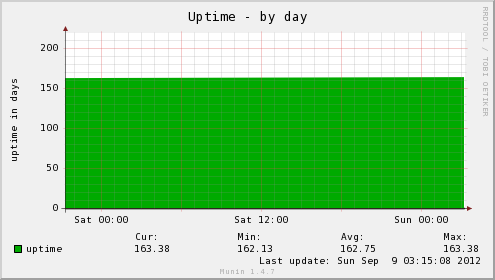 Uptime - by day
RRDTOOL / TOBI OETIKER
uptime in days
200
150
100
50
0
Sat 00:00 Sat 12:00 Sun 00:00
Cur: Min: Avg: Max:
uptime 163.38 162.13 162.75 163.38
Last update: Sun Sep 9 03:15:08 2012
Munin 1.4.7